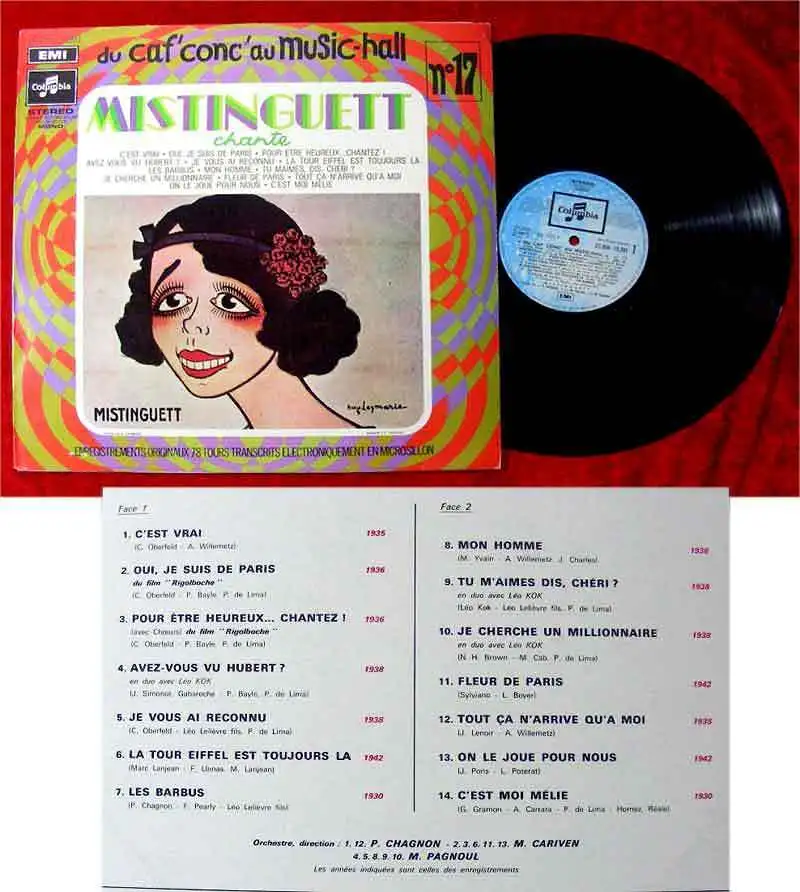 EMI
Columbia
STEREO
MONO
du caf'conc'au music-hall
n°17
MISTINGUETT
chante
C'EST VRAI • OUI, JE SUIS DE PARIS • POUR ETRE HEUREUX...CHANTEZ !
AVEZ VOUS VU HUBERT ? • JE VOUS AI RECONNU • LA TOUR EIFFEL EST TOUJOURS LA
LES BARBUS • MON HOMME • TU M'AIMES, DIS, CHERI ?
JE CHERCHE UN MILLIONNAIRE • FLEUR DE PARIS • TOUT ÇA N'ARRIVE QU'A MOI
ON LE JOUE POUR NOUS • C'EST MOI MÉLIE
MISTINGUETT
ENREGISTREMENTS ORIGINAUX 78 TOURS TRANSCRITS ELECTRONIQUEMENT EN MICROSILLON
Columbia
1
EMI
Face 1
1. C'EST VRAI 1935
(C. Oberfeld - A. Willemetz)
2. OUI, JE SUIS DE PARIS 1936
du film "Rigolboche"
(C. Oberfeld - P. Bayle, P. de Lima)
3. POUR ÊTRE HEUREUX... CHANTEZ ! 1936
(avec Chœurs) du film "Rigolboche"
(C. Oberfeld - P. Bayle, P. de Lima)
4. AVEZ-VOUS VU HUBERT ? 1938
en duo avec Léo KOK
(J. Simonot, Gabaroche - P. Bayle, P. de Lima)
5. JE VOUS AI RECONNU 1938
(C. Oberfeld - Léo Lelièvre fils, P. de Lima)
6. LA TOUR EIFFEL EST TOUJOURS LA 1942
(Marc Lanjean - F. Llenas, M. Lanjean)
7. LES BARBUS 1930
(P. Chagnon - F. Pearly - Léo Lelièvre fils)
Face 2
8. MON HOMME 1938
(M. Yvain - A. Willemetz, J. Charles)
9. TU M'AIMES DIS, CHÉRI ? 1938
en duo avec Léo KOK
(Léo Kok - Léo Lelièvre fils, P. de Lima)
10. JE CHERCHE UN MILLIONNAIRE 1938
en duo avec Léo KOK
(N. H. Brown - M. Cab, P. de Lima)
11. FLEUR DE PARIS 1942
(Sylviano - L. Boyer)
12. TOUT ÇA N'ARRIVE QU'A MOI 1935
(J. Lenoir - A. Willemetz)
13. ON LE JOUE POUR NOUS 1942
(J. Poris - L. Poterat)
14. C'EST MOI MÉLIE 1930
(G. Gramon - A. Carrara - P. de Lima - Hornez, Réale)
Orchestre, direction : 1. 12. P. CHAGNON - 2.3.6.11.13. M. CARIVEN
4.5.8.9.10. M. PAGNOUL
Les années indiquées sont celles des enregistrements